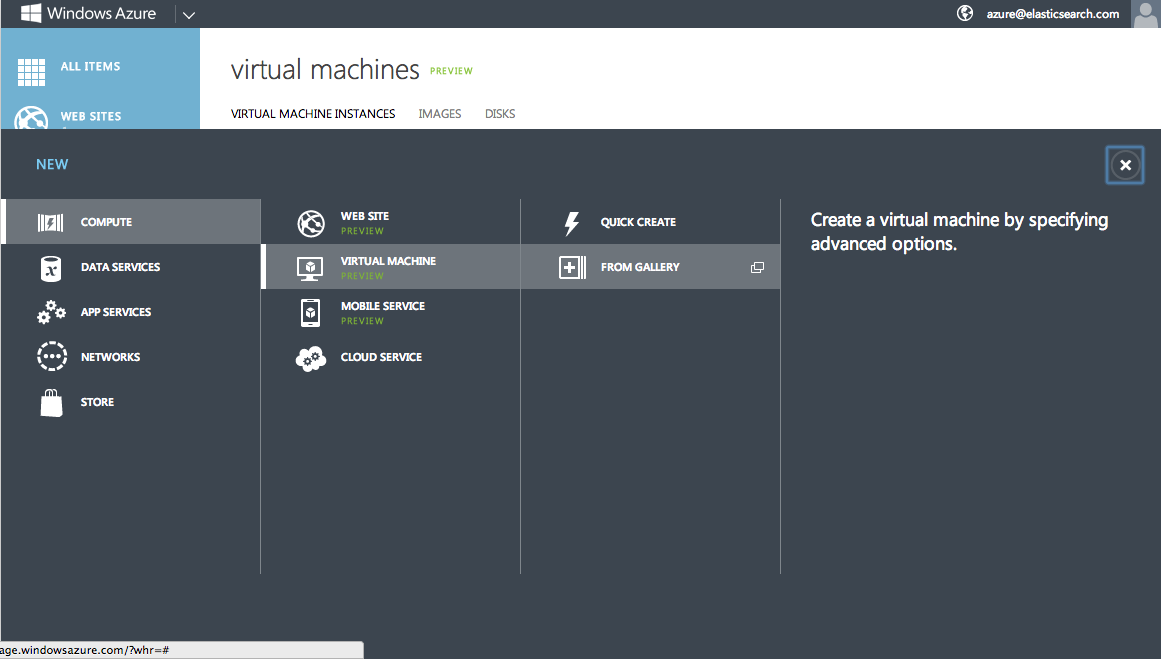 Windows Azure
azure@elasticsearch.com
ALL ITEMS
WEB SITES
virtual machines PREVIEW
VIRTUAL MACHINE INSTANCES IMAGES DISKS
NEW
COMPUTE
DATA SERVICES
APP SERVICES
NETWORKS
STORE
WEB SITE
PREVIEW
VIRTUAL MACHINE
PREVIEW
MOBILE SERVICE
PREVIEW
CLOUD SERVICE
QUICK CREATE
FROM GALLERY
Create a virtual machine by specifying
advanced options.
age.windowsazure.com/?whr=#